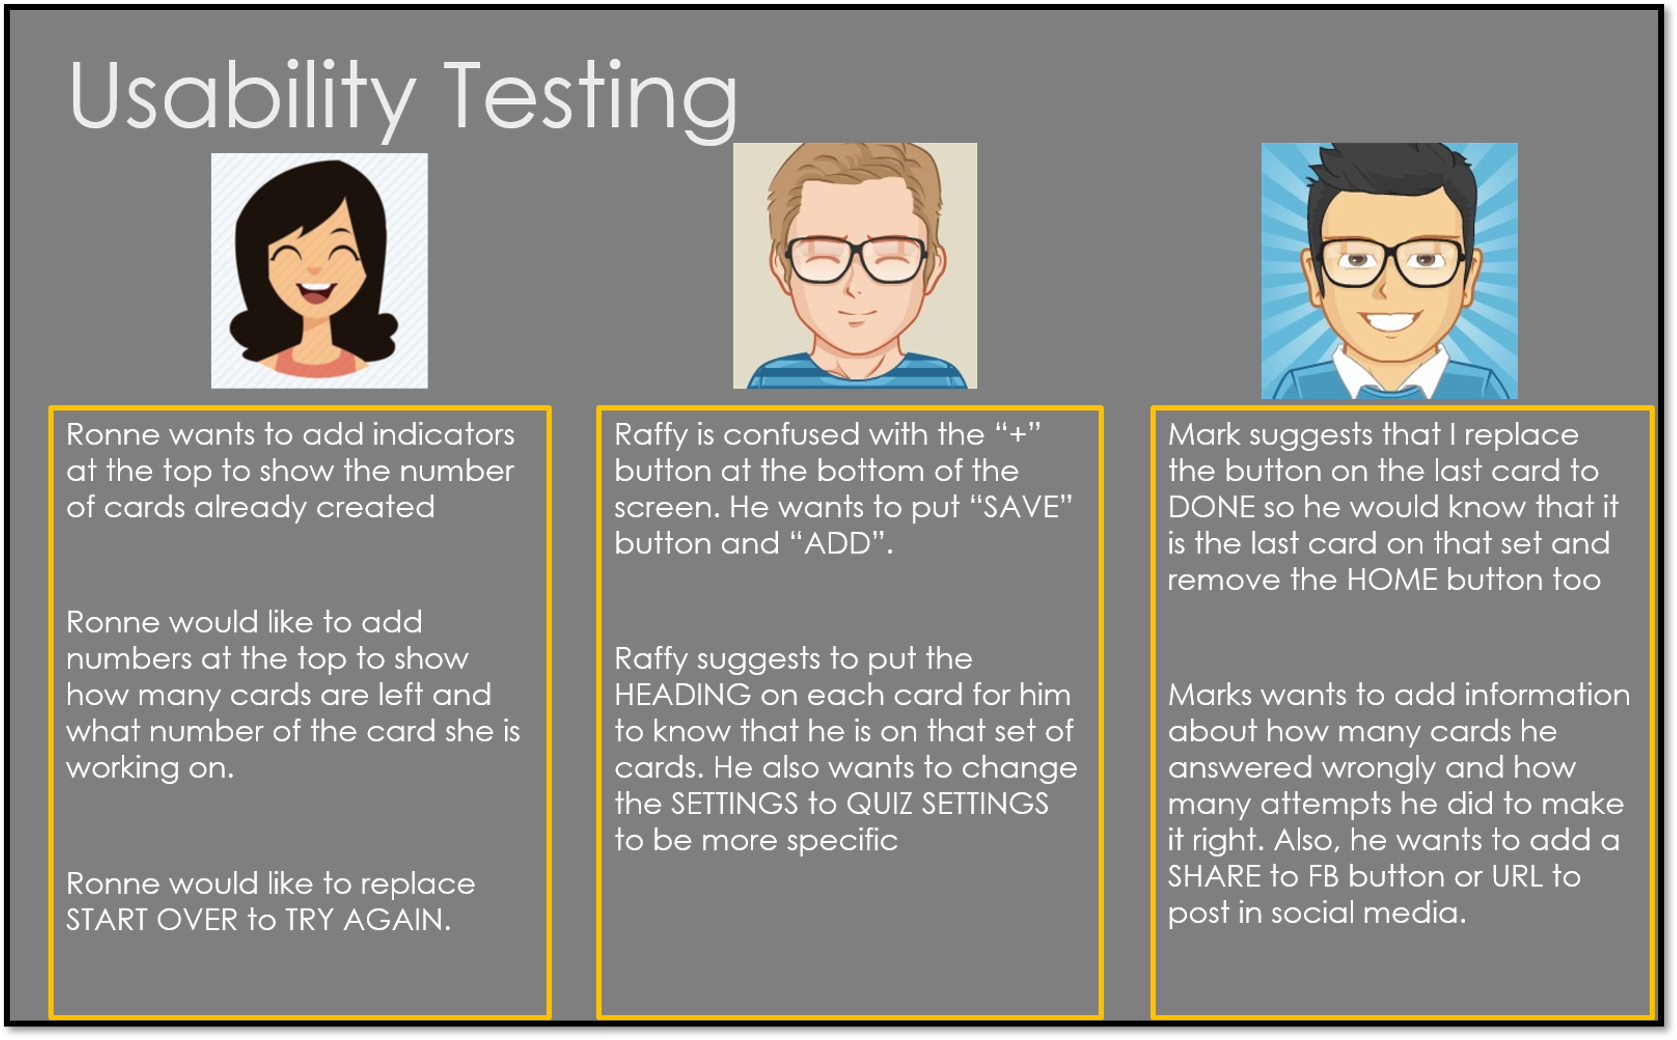 Usability Testing
Ronne wants to add indicators
at the top to show the number
of cards already created
Ronne would like to add
numbers at the top to show
how many cards are left and
what number of the card she is
working on.
Ronne would like to replace
START OVER to TRY AGAIN.
Raffy is confused with the “+”
button at the bottom of the
screen. He wants to put “SAVE”
button and “ADD”.
Raffy suggests to put the
HEADING on each card for him
to know that he is on that set of
cards. He also wants to change
the SETTINGS to QUIZ SETTINGS
to be more specific
Mark suggests that I replace
the button on the last card to
DONE so he would know that it
is the last card on that set and
remove the HOME button too
Marks wants to add information
about how many cards he
answered wrongly and how
many attempts he did to make
it right. Also, he wants to add a
SHARE to FB button or URL to
post in social media.